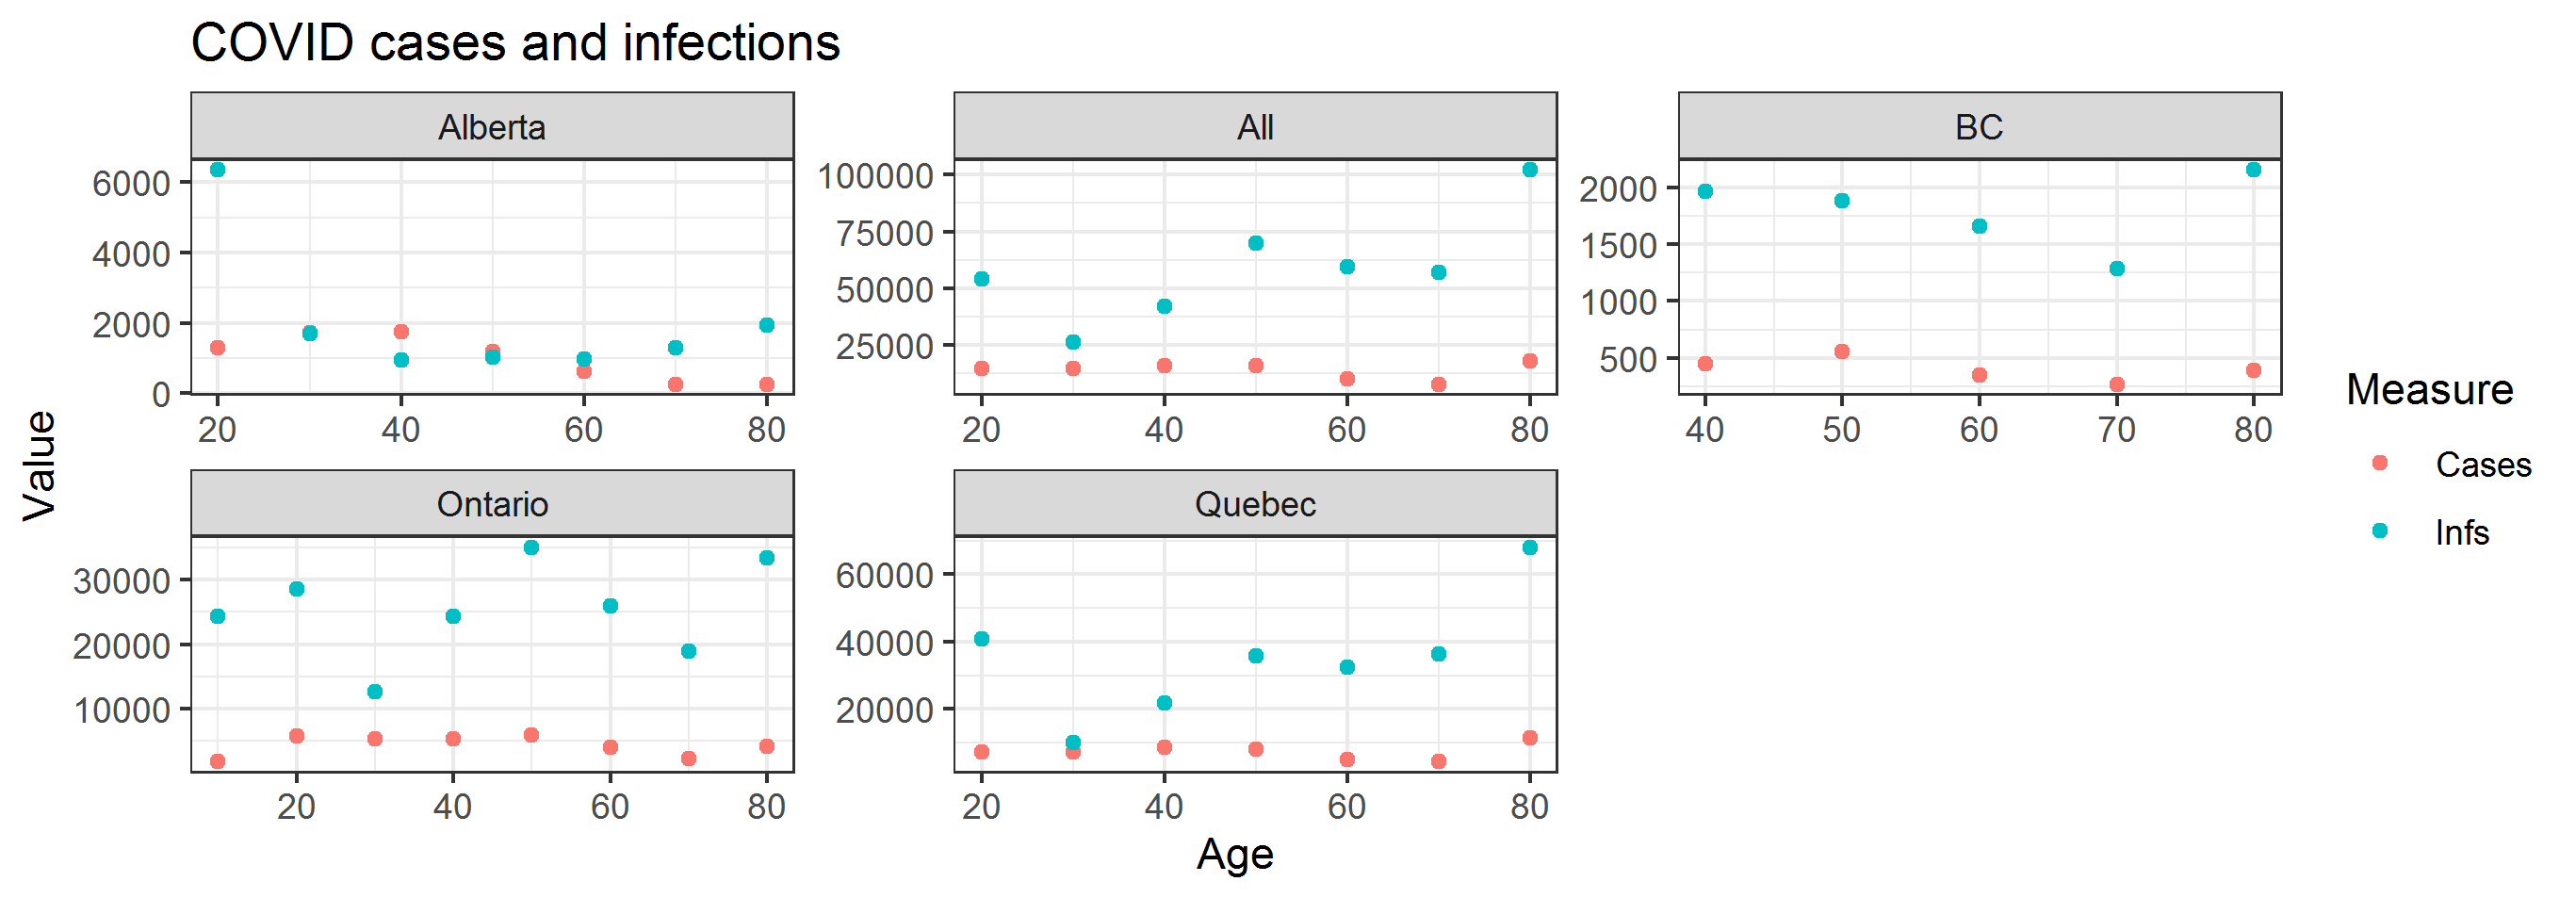 COVID cases and infections
Alberta
All
BC
6000
4000
2000
0
20 40 60 80
100000
75000
50000
25000
20 40 60 80
2000
1500
1000
500
40 50 60 70 80
Value
Ontario
Quebec
30000
20000
10000
20 40 60 80
60000
40000
20000
20 40 60 80
Age
Measure
Cases
Infs